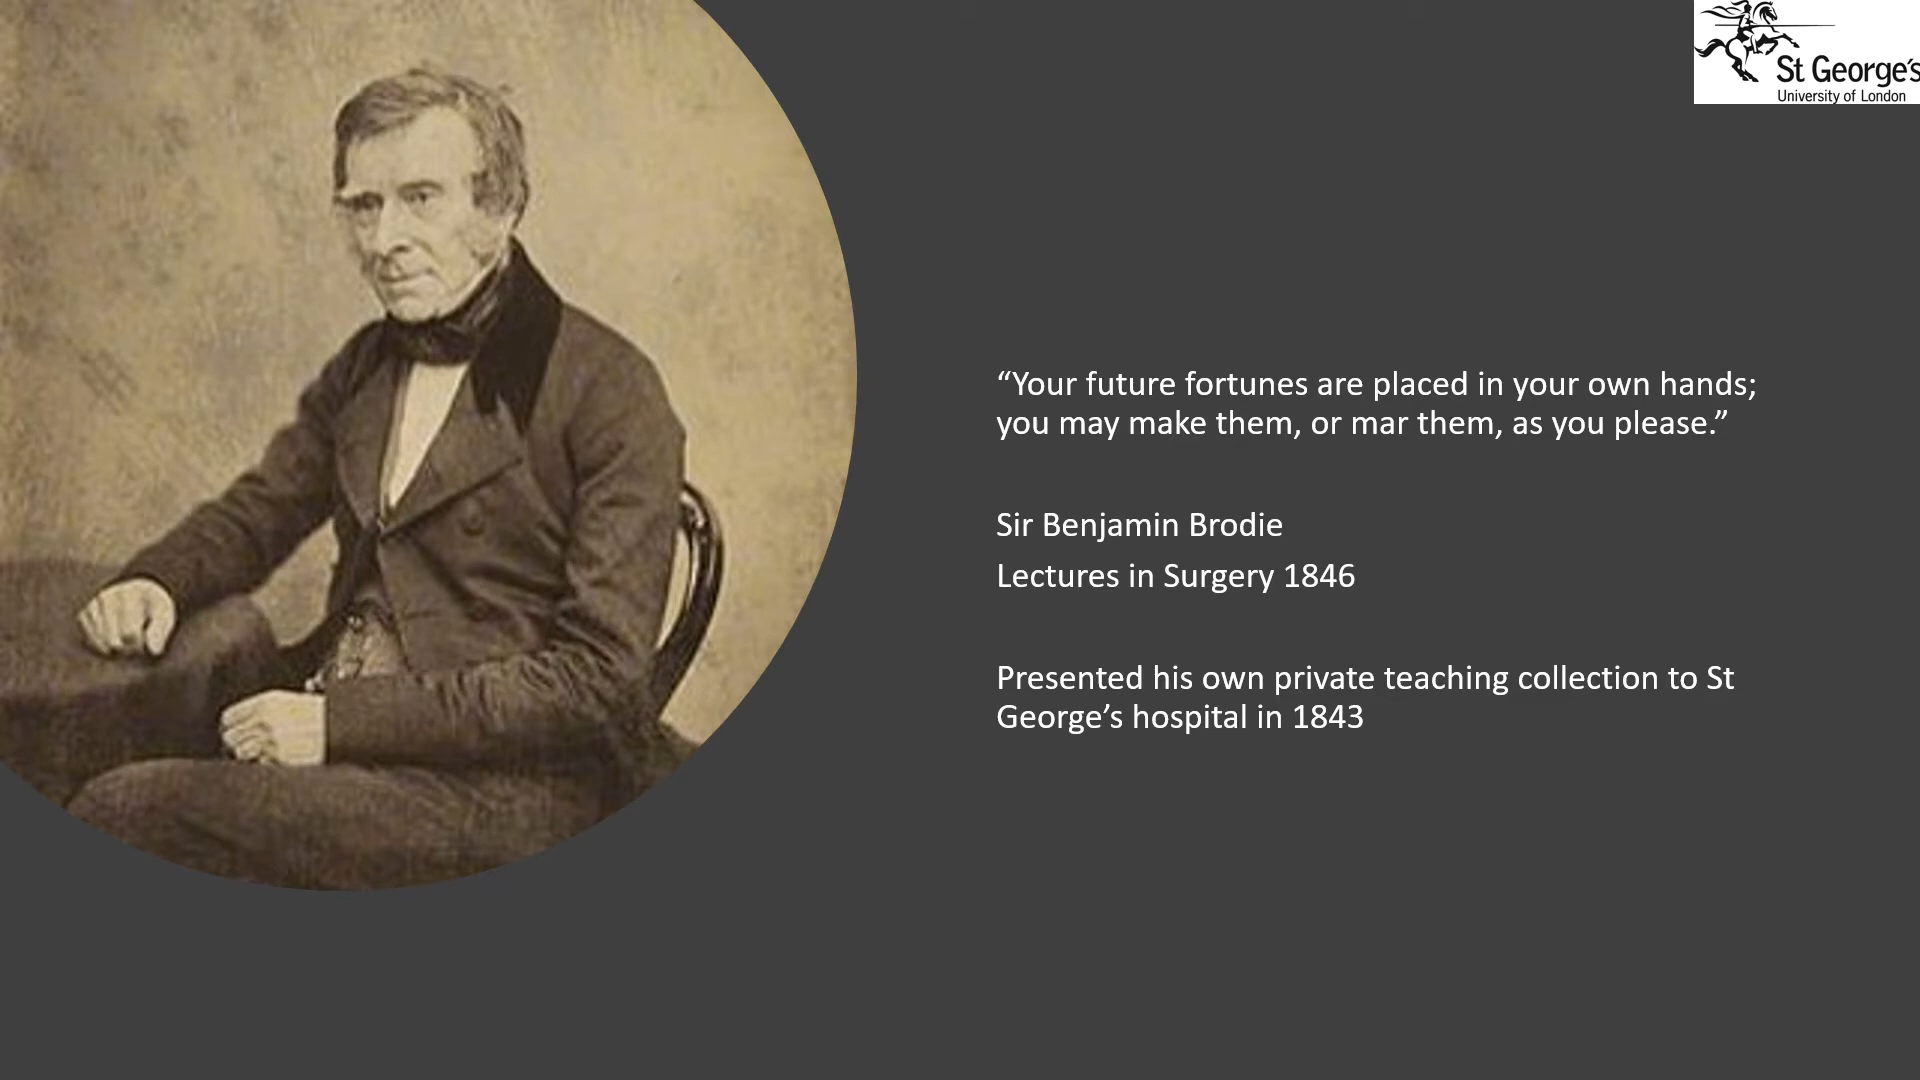 St George's
University of London
“Your future fortunes are placed in your own hands;
you may make them, or mar them, as you please.”
Sir Benjamin Brodie
Lectures in Surgery 1846
Presented his own private teaching collection to St
George’s hospital in 1843